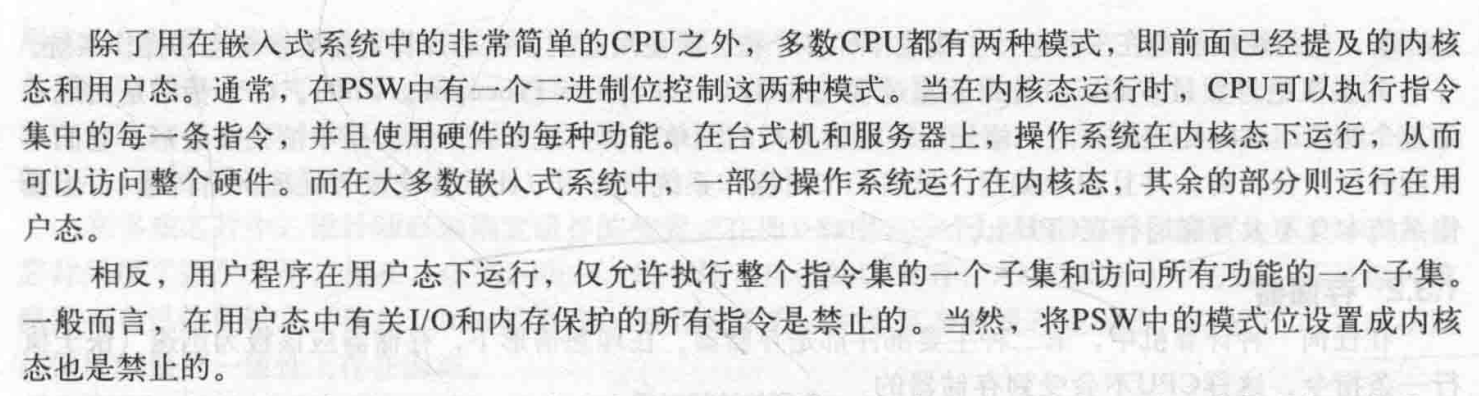 除了用在嵌入式系统中的非常简单的CPU之外，多数CPU都有两种模式，即前面已经提及的内核
态和用户态。通常，在PSW中有一个二进制位控制这两种模式。当在内核态运行时，CPU可以执行指令
集中的每一条指令，并且使用硬件的每种功能。在台式机和服务器上，操作系统在内核态下运行，从而
可以访问整个硬件。而在大多数嵌入式系统中，一部分操作系统运行在内核态，其余的部分则运行在用
户态。
相反，用户程序在用户态下运行，仅允许执行整个指令集的一个子集和访问所有功能的一个子集。
一般而言，在用户态中有关I/O和内存保护的所有指令是禁止的。当然，将PSW中的模式位设置成内核
态也是禁止的。